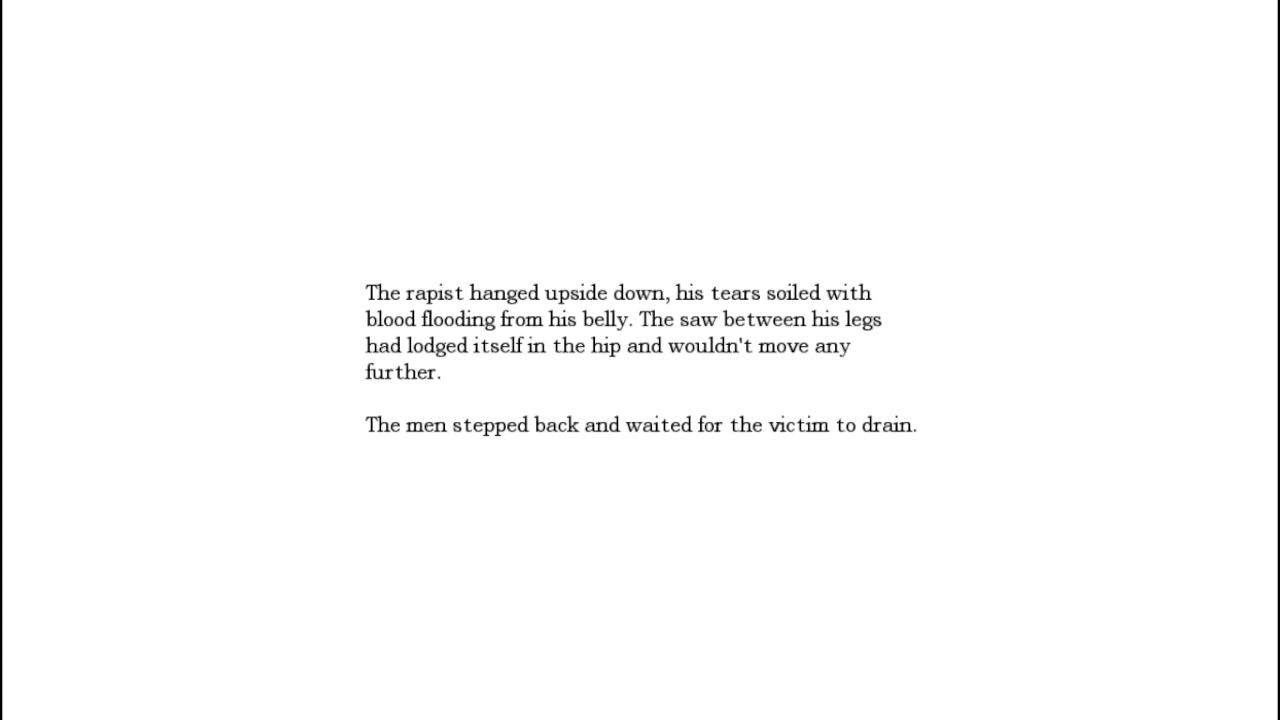 The rapist hanged upside down, his tears soiled with
blood flooding from his belly. The saw between his legs
had lodged itself in the hip and wouldn't move any
further.
The men stepped back and waited for the victim to drain.